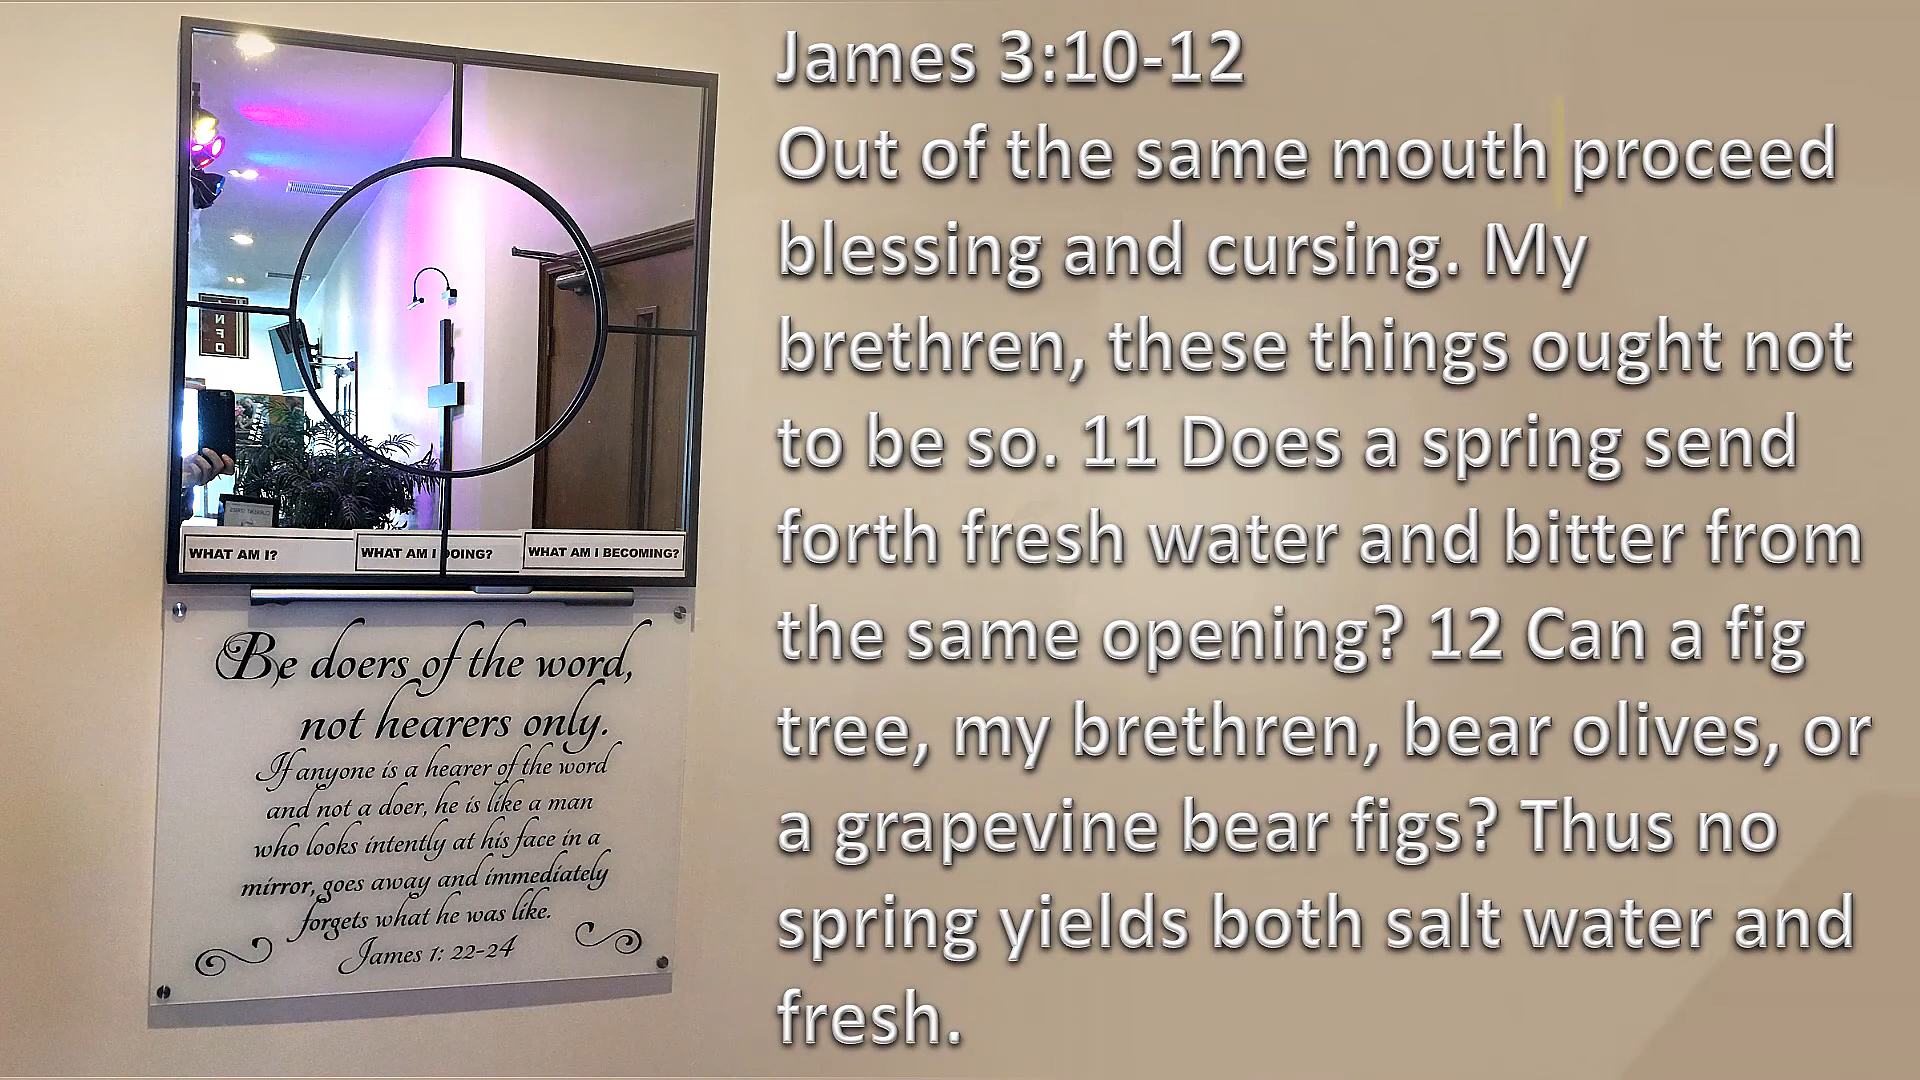 WHAT AM I?
WHAT AM I DOING?
WHAT AM I BECOMING?
Be doers of the word,
not hearers only.
If anyone is a hearer of the word
and not a doer, he is like a man
who looks intently at his face in a
mirror, goes away and immediately
forgets what he was like.
James 1: 22-24
James 3:10-12
Out of the same mouth proceed
blessing and cursing. My
brethren, these things ought not
to be so. 11 Does a spring send
forth fresh water and bitter from
the same opening? 12 Can a fig
tree, my brethren, bear olives, or
a grapevine bear figs? Thus no
spring yields both salt water and
fresh.